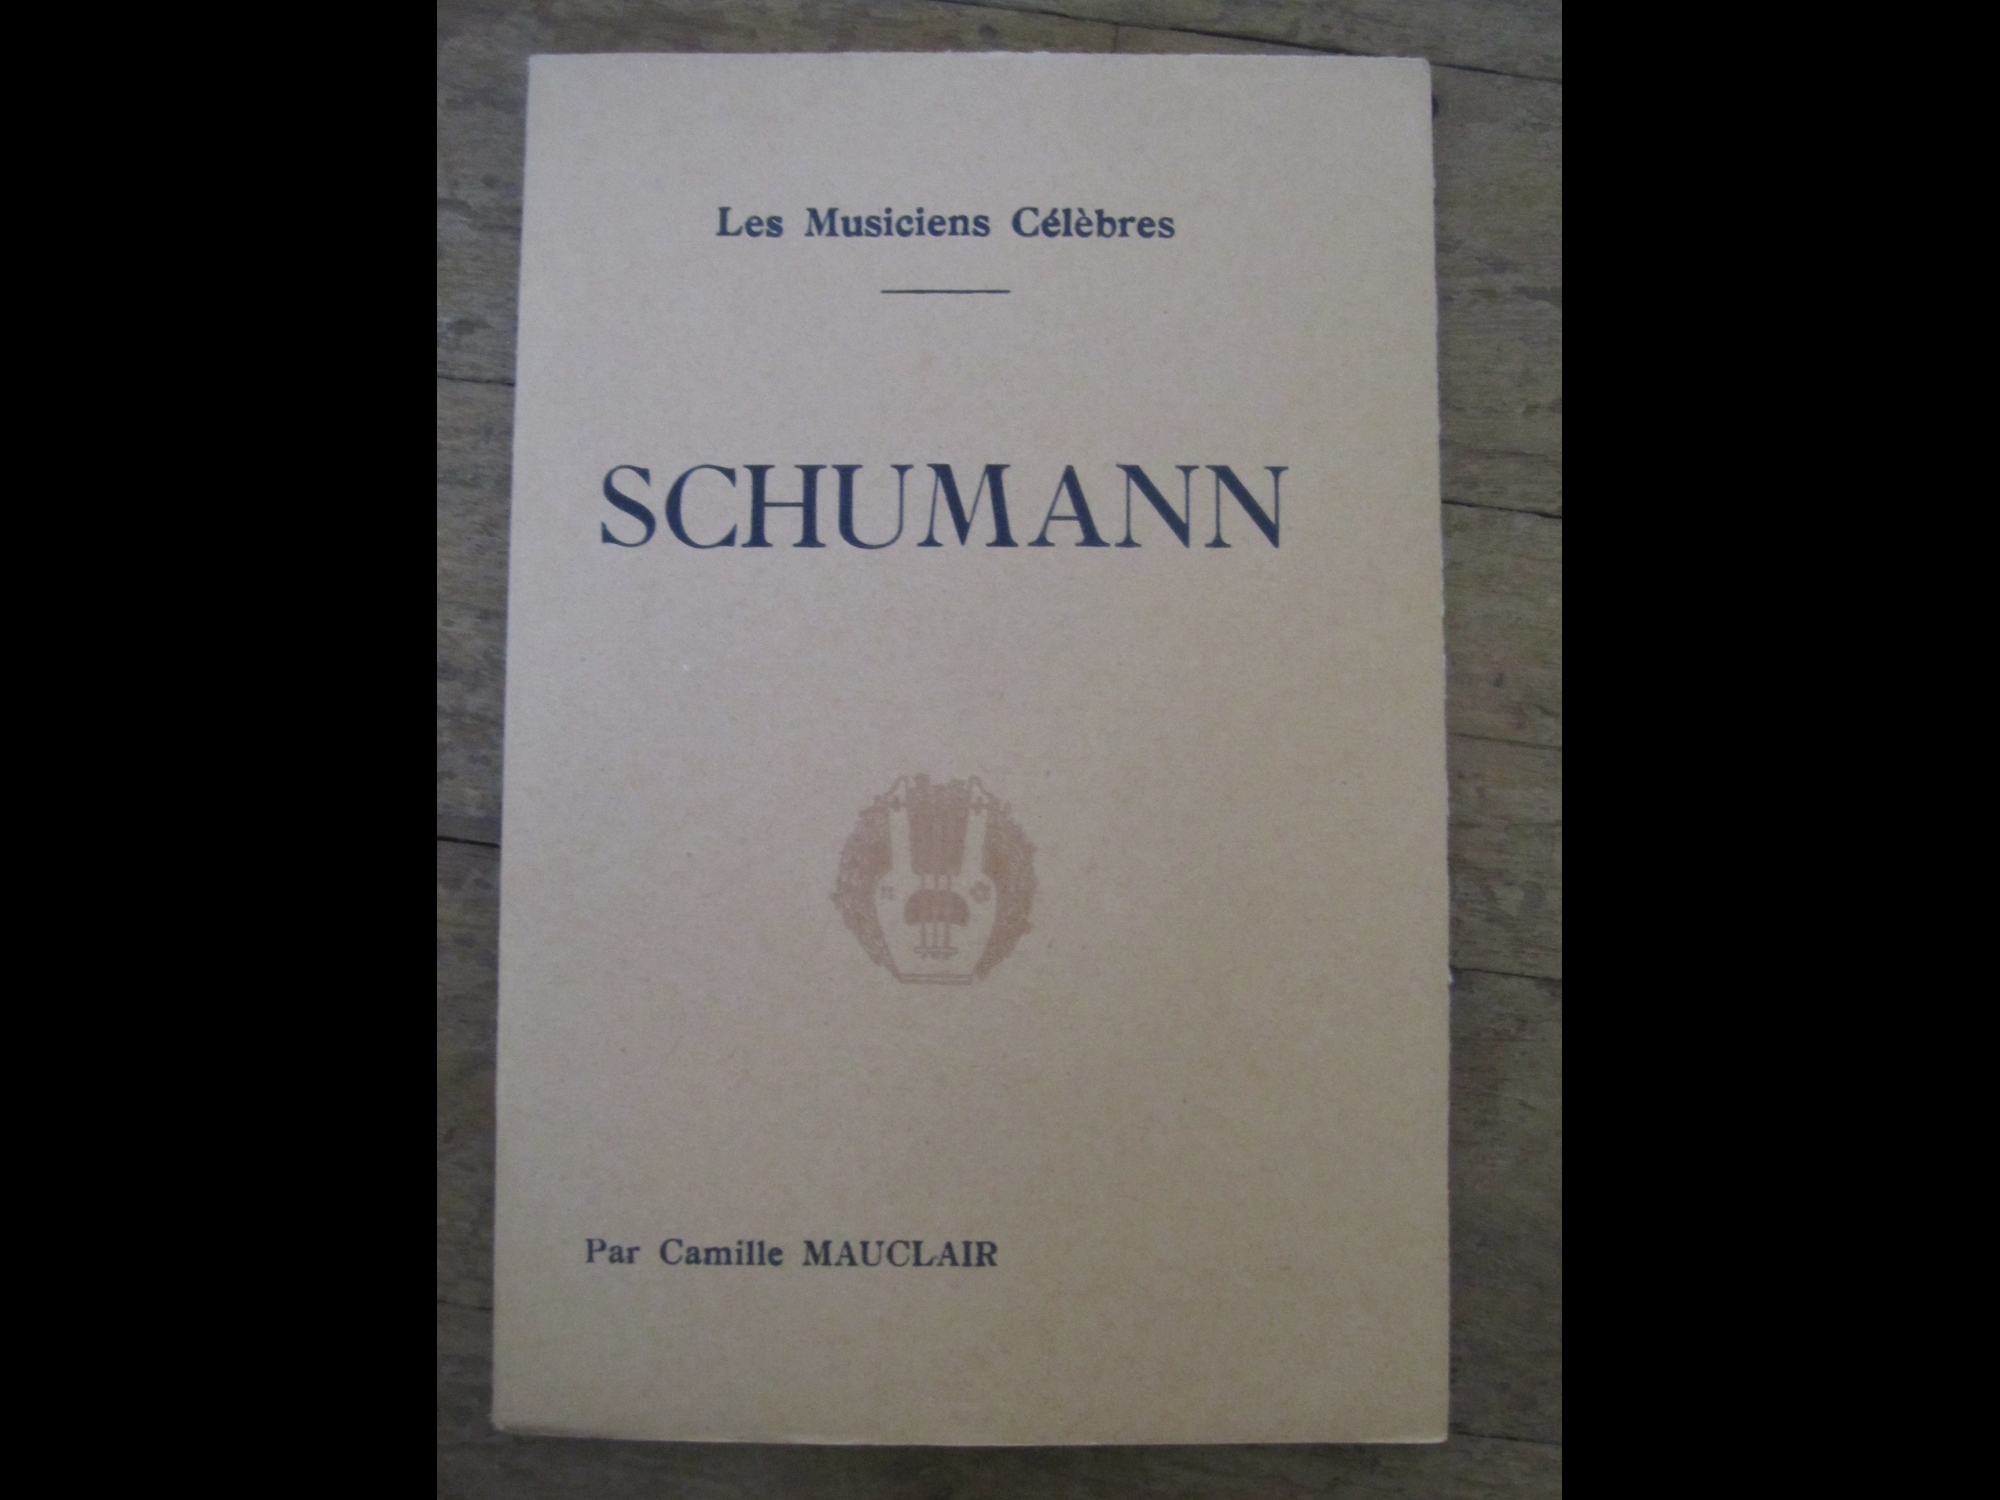 Les Musiciens Célèbres
SCHUMANN
Par Camille MAUCLAIR